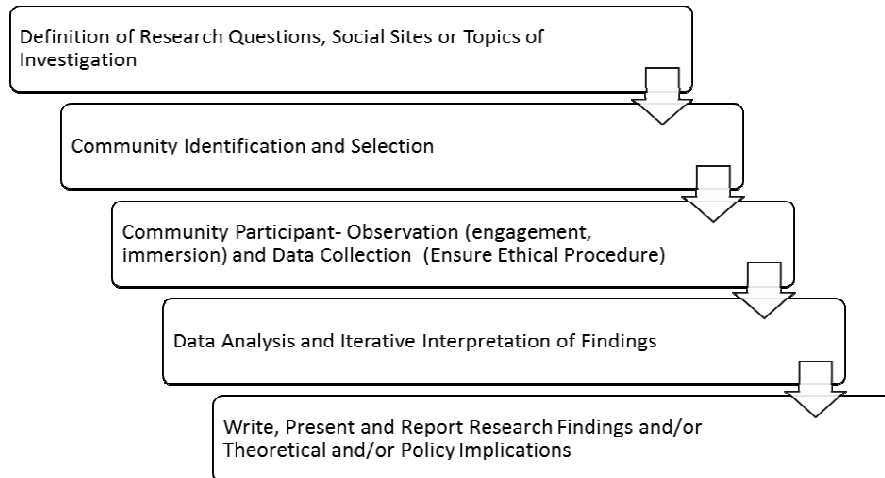 Definition of Research Questions, Social Sites or Topics of
Investigation
Community Identification and Selection
Community Participant- Observation (engagement,
immersion) and Data Collection (Ensure Ethical Procedure)
Data Analysis and Iterative Interpretation of Findings
Write, Present and Report Research Findings and/or
Theoretical and/or Policy Implications